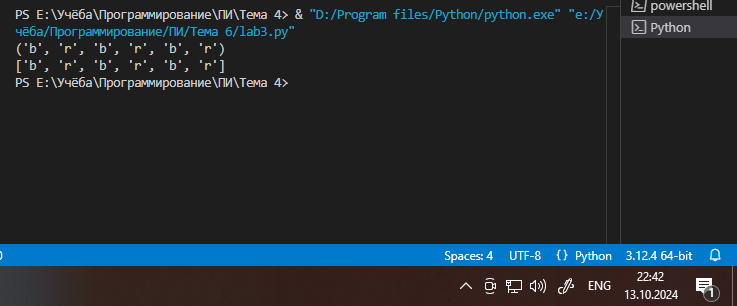 PS E:\Учёба\Программирование\ПИ\Тема 4> & "D:/Program files/Python/python.exe" "e:/У
чёба/Программирование/ПИ/Тема 6/lab3.py"
('b', 'r', 'b', 'r', 'b', 'r')
['b', 'r', 'b', 'r', 'b', 'r']
PS E:\Учёба\Программирование\ПИ\Тема 4>
powershell
Python
Spaces: 4 UTF-8 {} Python 3.12.4 64-bit
ENG
22:42
13.10.2024
1